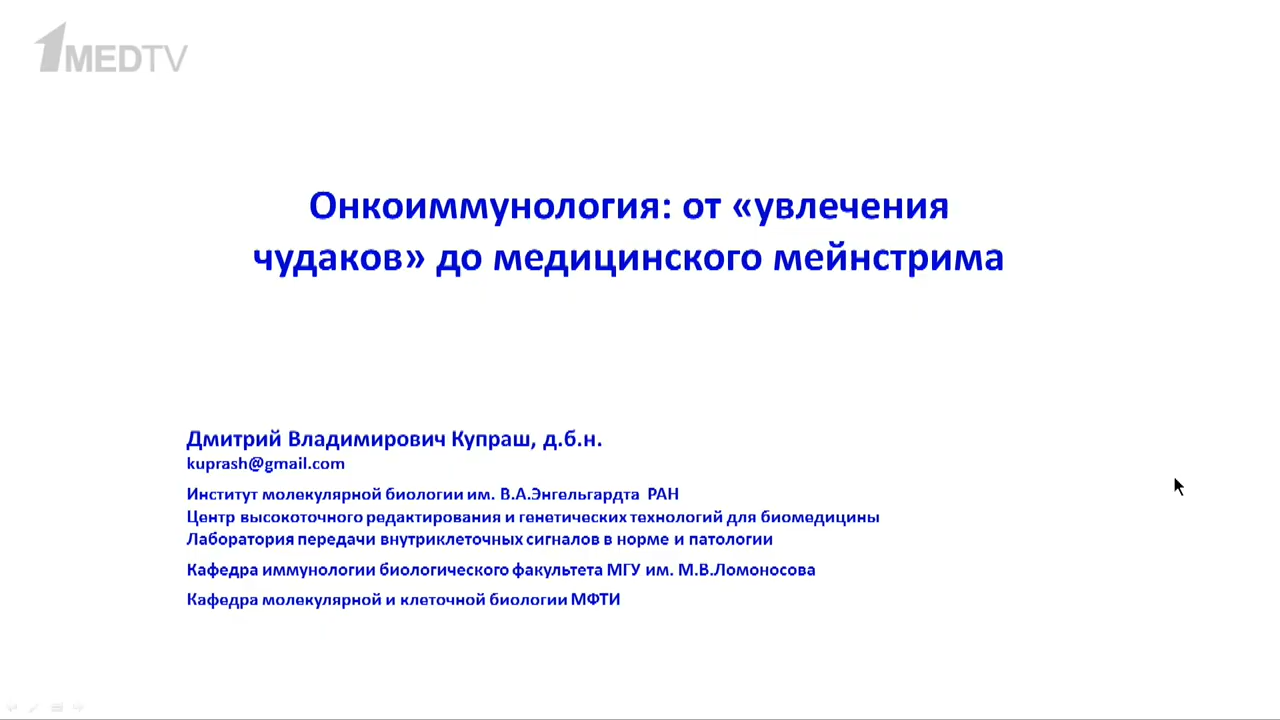 1MEDTV
Онкоиммунология: от «увлечения
чудаков» до медицинского мейнстрима
Дмитрий Владимирович Купраш, д.б.н.
kuprash@gmail.com
Институт молекулярной биологии им. В.А.Энгельгардта РАН
Центр высокоточного редактирования и генетических технологий для биомедицины
Лаборатория передачи внутриклеточных сигналов в норме и патологии
Кафедра иммунологии биологического факультета МГУ им. М.В.Ломоносова
Кафедра молекулярной и клеточной биологии МФТИ